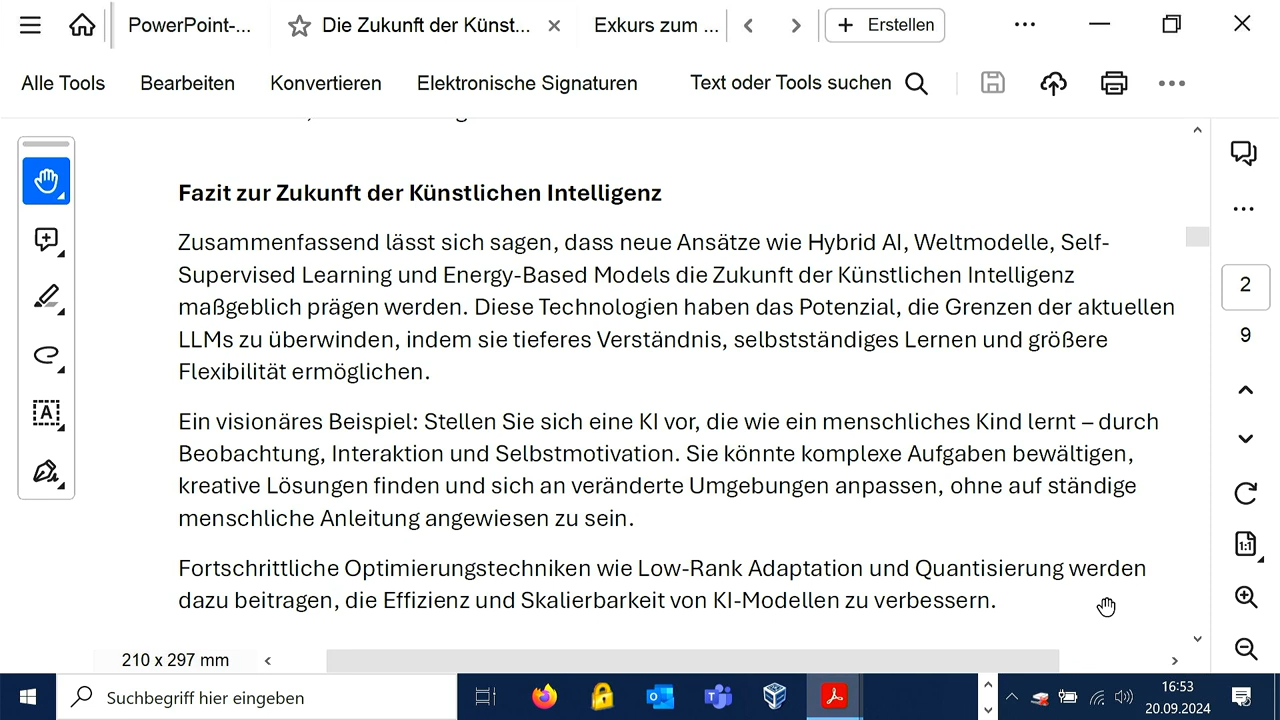 PowerPoint-...
Die Zukunft der Künst...
Exkurs zum ...
Erstellen
Alle Tools
Bearbeiten
Konvertieren
Elektronische Signaturen
Text oder Tools suchen
Fazit zur Zukunft der Künstlichen Intelligenz
Zusammenfassend lässt sich sagen, dass neue Ansätze wie Hybrid AI, Weltmodelle, Self-
Supervised Learning und Energy-Based Models die Zukunft der Künstlichen Intelligenz
maßgeblich prägen werden. Diese Technologien haben das Potenzial, die Grenzen der aktuellen
LLMs zu überwinden, indem sie tieferes Verständnis, selbstständiges Lernen und größere
Flexibilität ermöglichen.
Ein visionäres Beispiel: Stellen Sie sich eine KI vor, die wie ein menschliches Kind lernt – durch
Beobachtung, Interaktion und Selbstmotivation. Sie könnte komplexe Aufgaben bewältigen,
kreative Lösungen finden und sich an veränderte Umgebungen anpassen, ohne auf ständige
menschliche Anleitung angewiesen zu sein.
Fortschrittliche Optimierungstechniken wie Low-Rank Adaptation und Quantisierung werden
dazu beitragen, die Effizienz und Skalierbarkeit von KI-Modellen zu verbessern.
2
9
1:1
210 x 297 mm
Suchbegriff hier eingeben
16:53
20.09.2024